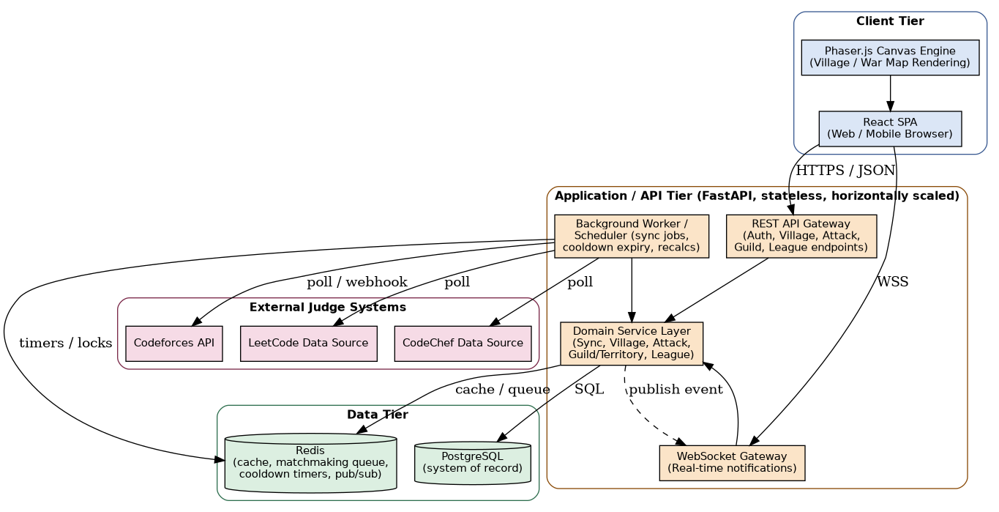 Client Tier
Phaser.js Canvas Engine
(Village / War Map Rendering)
React SPA
(Web / Mobile Browser)
HTTPS / JSON
Application / API Tier (FastAPI, stateless, horizontally scaled)
Background Worker /
Scheduler (sync jobs,
cooldown expiry, recalcs)
REST API Gateway
(Auth, Village, Attack,
Guild, League endpoints)
poll / webhook
poll
poll
WSS
External Judge Systems
Codeforces API
LeetCode Data Source
CodeChef Data Source
timers / locks
Domain Service Layer
(Sync, Village, Attack,
Guild/Territory, League)
cache / queue
SQL
publish event
Data Tier
Redis
(cache, matchmaking queue,
cooldown timers, pub/sub)
PostgreSQL
(system of record)
WebSocket Gateway
(Real-time notifications)